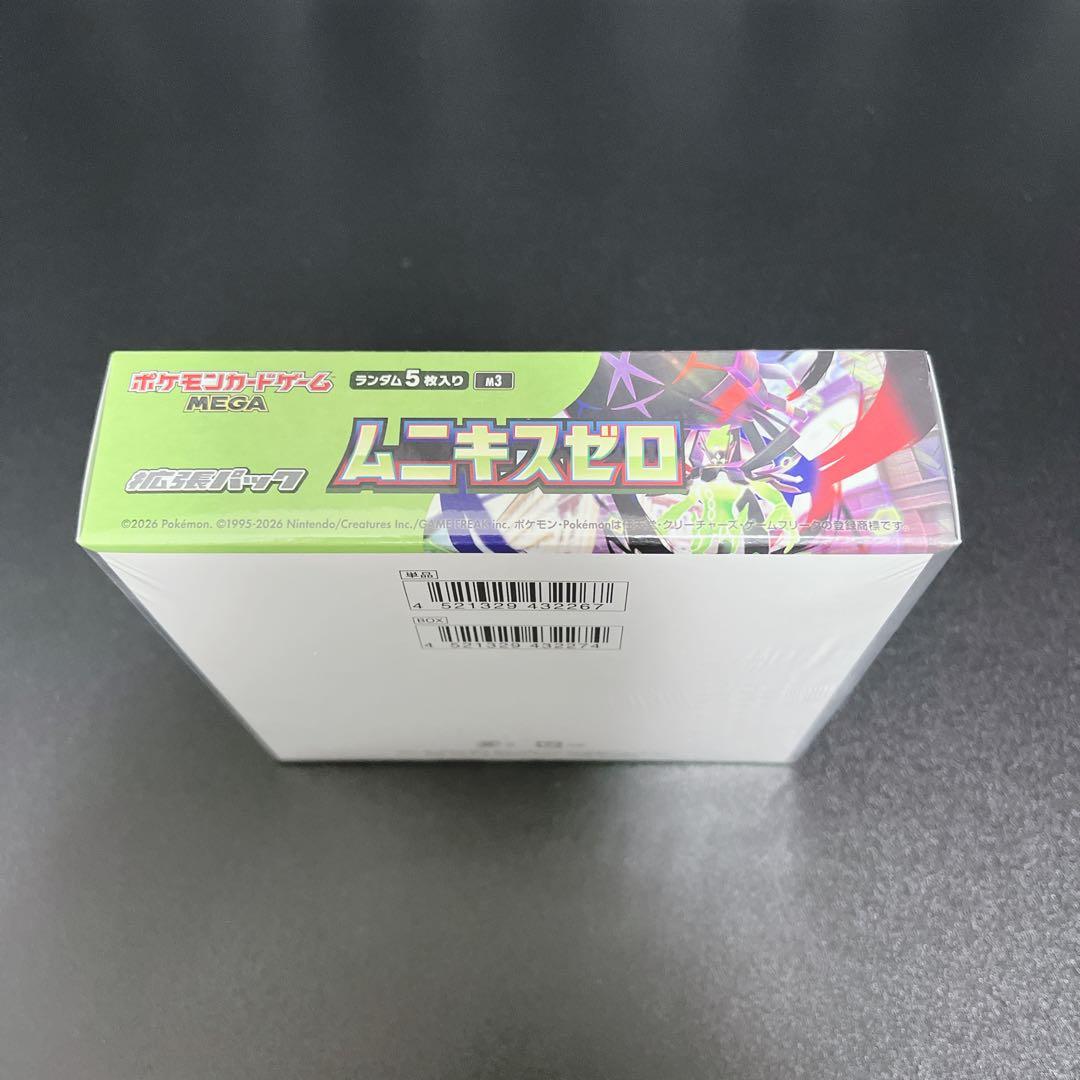 ポケモンカードゲーム
MEGA
ランダム5枚入り M3
拡張パック
ムニキスゼロ
©2026 Pokémon. ©1995-2026 Nintendo/Creatures Inc./GAME FREAK inc. ポケモン・Pokémonは任天堂・クリーチャーズ・ゲームフリークの登録商標です。
単品
4 521329 432267
BOX
4 521329 432274